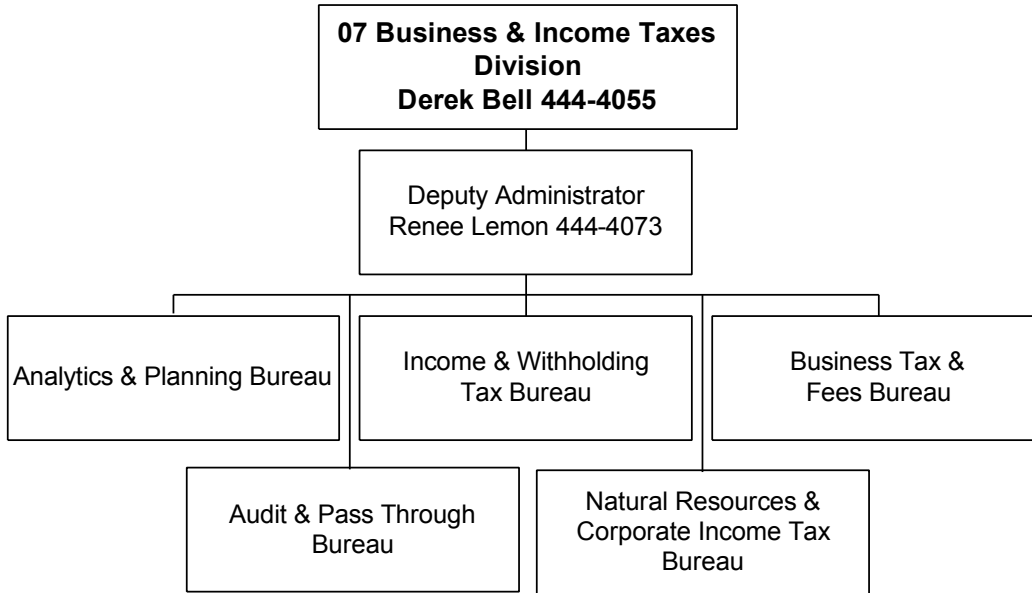 07 Business & Income Taxes
Division
Derek Bell 444-4055
Deputy Administrator
Renee Lemon 444-4073
Analytics & Planning Bureau
Income & Withholding
Tax Bureau
Business Tax &
Fees Bureau
Audit & Pass Through
Bureau
Natural Resources &
Corporate Income Tax
Bureau